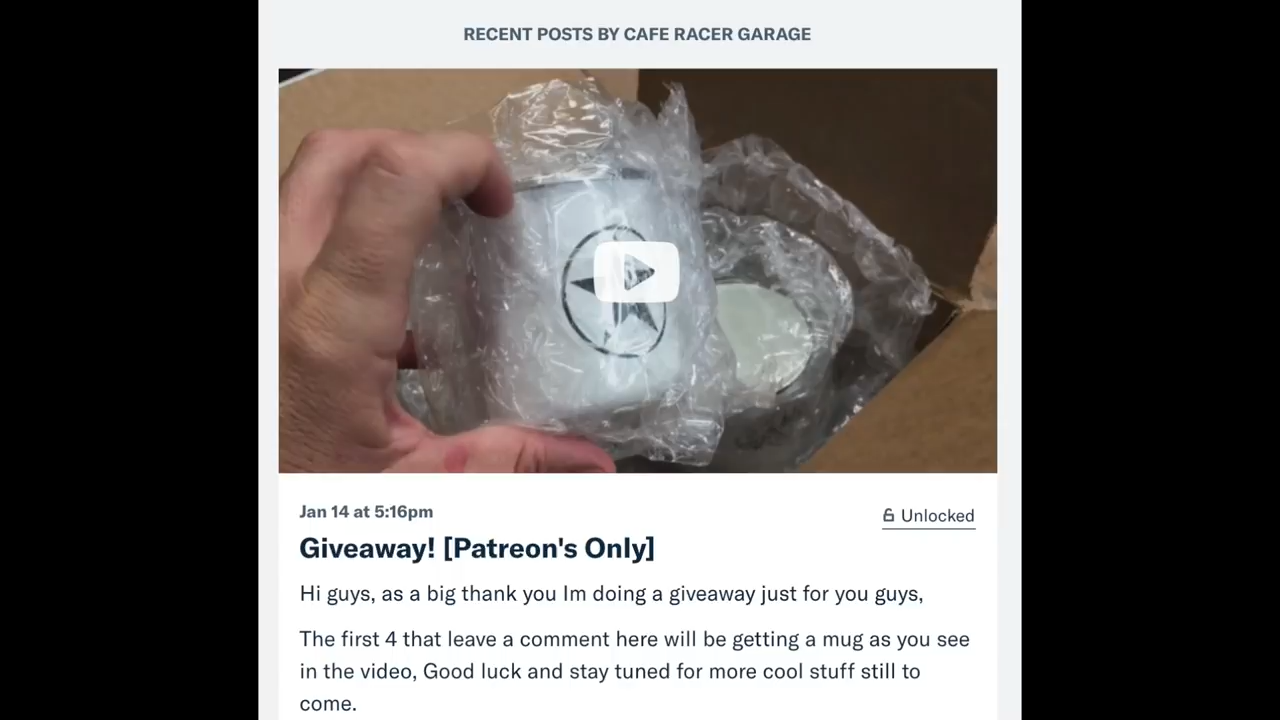 RECENT POSTS BY CAFE RACER GARAGE
Jan 14 at 5:16pm
Unlocked
Giveaway! [Patreon's Only]
Hi guys, as a big thank you Im doing a giveaway just for you guys,
The first 4 that leave a comment here will be getting a mug as you see
in the video, Good luck and stay tuned for more cool stuff still to
come.